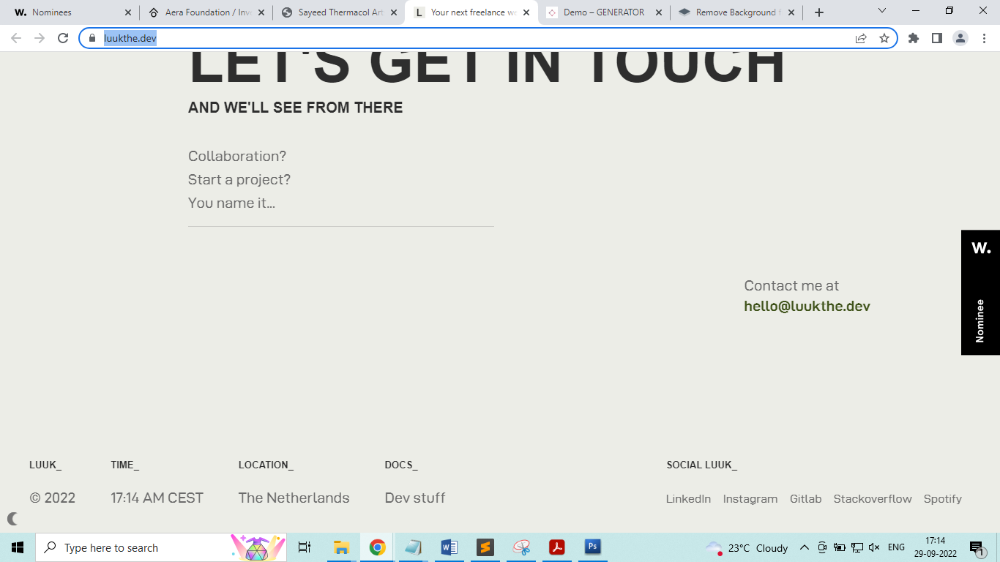 W. Nominees
Aera Foundation / Inv
Sayeed Thermacol Art
L Your next freelance we
Demo – GENERATOR
Remove Background f
luukthe.dev
LET'S GET IN TOUCH
AND WE'LL SEE FROM THERE
Collaboration?
Start a project?
You name it...
W.
Nominee
Contact me at
hello@luukthe.dev
LUUK_
© 2022
TIME_
17:14 AM CEST
LOCATION_
The Netherlands
DOCS_
Dev stuff
SOCIAL LUUK_
LinkedIn Instagram Gitlab Stackoverflow Spotify
Type here to search
W
S
Ps
23°C Cloudy
ENG
17:14
29-09-2022
1